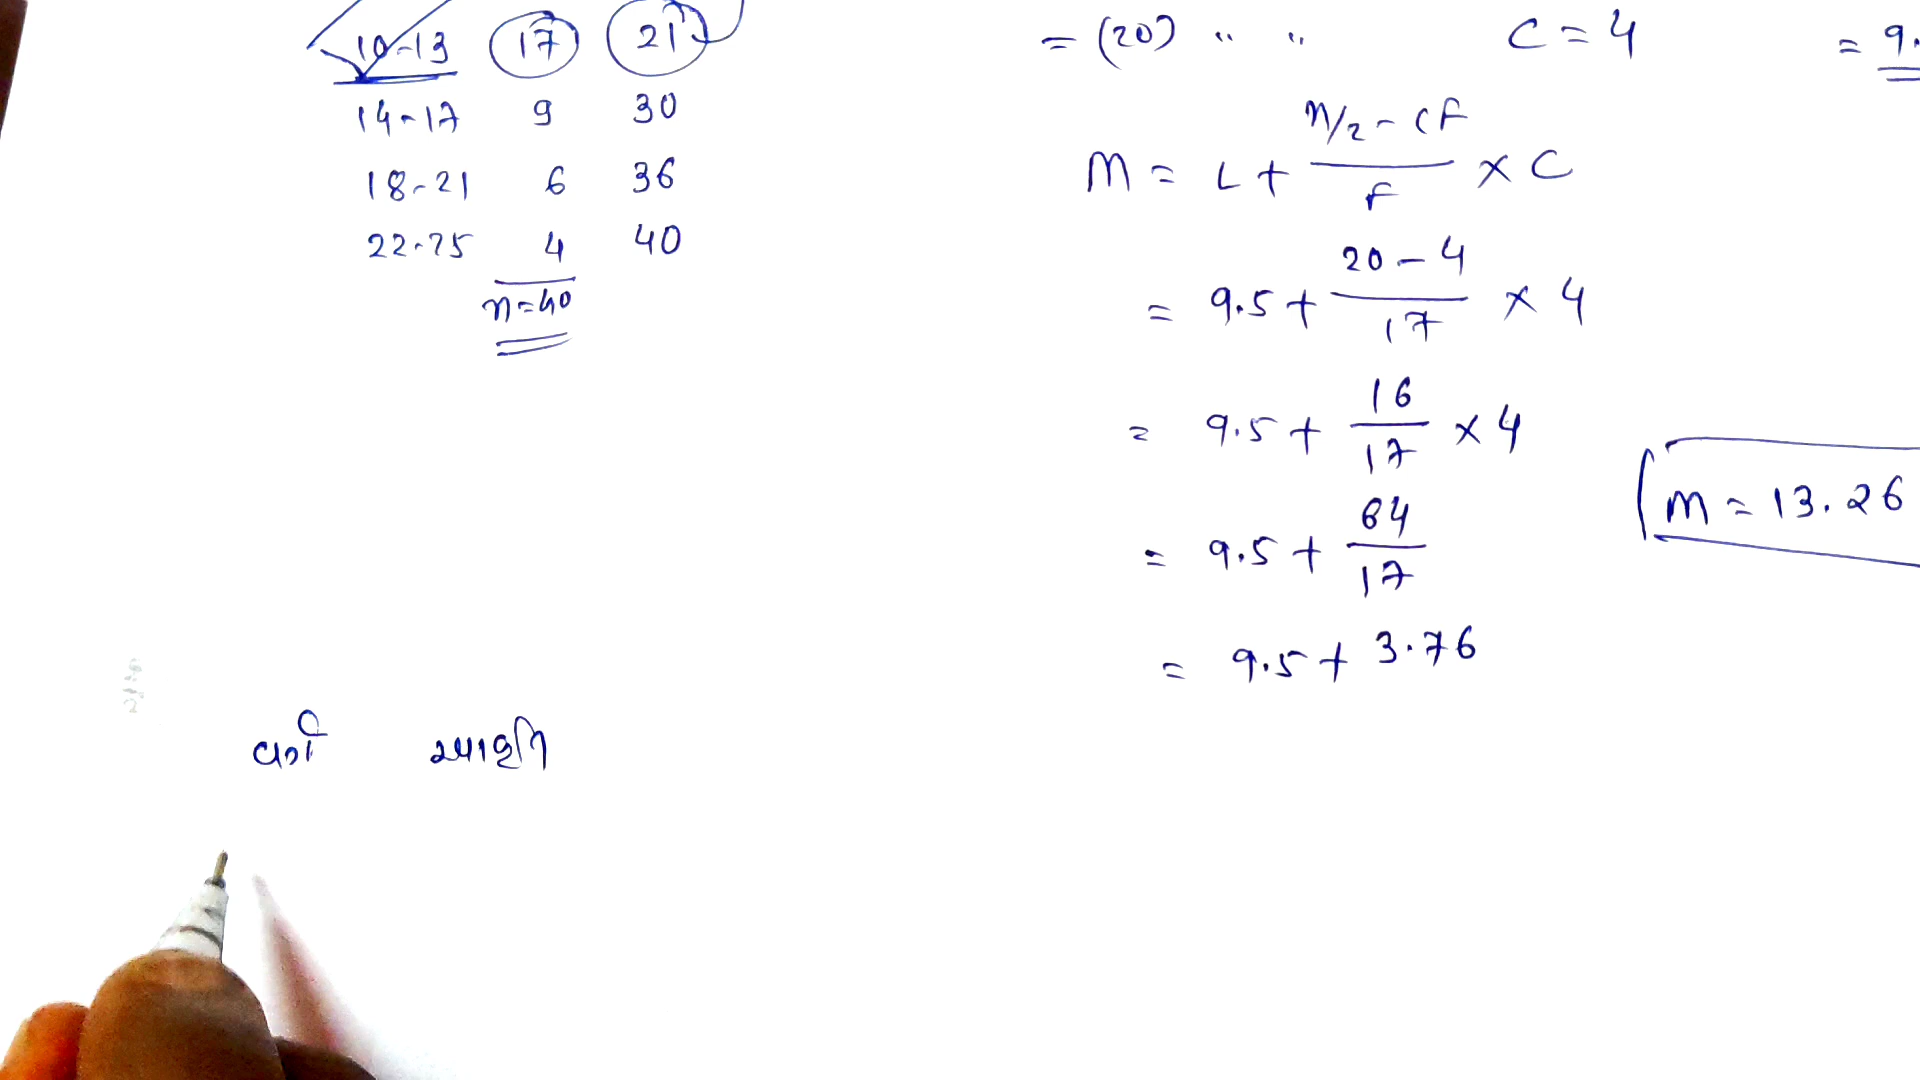 10-13 17 21
14-17 9 30
18-21 6 36
22-25 4 40
n=40
= (20) " " C = 4 = 9.
M = L + n/2 - cf / f × C
= 9.5 + 20 - 4 / 17 × 4
= 9.5 + 16 / 17 × 4
= 9.5 + 64 / 17
= 9.5 + 3.76
M = 13.26
વર્ગ આવૃત્તિ